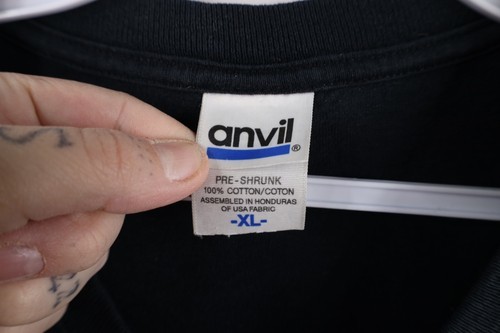 anvil®
PRE-SHRUNK
100% COTTON/COTON
ASSEMBLED IN HONDURAS
OF USA FABRIC
-XL-